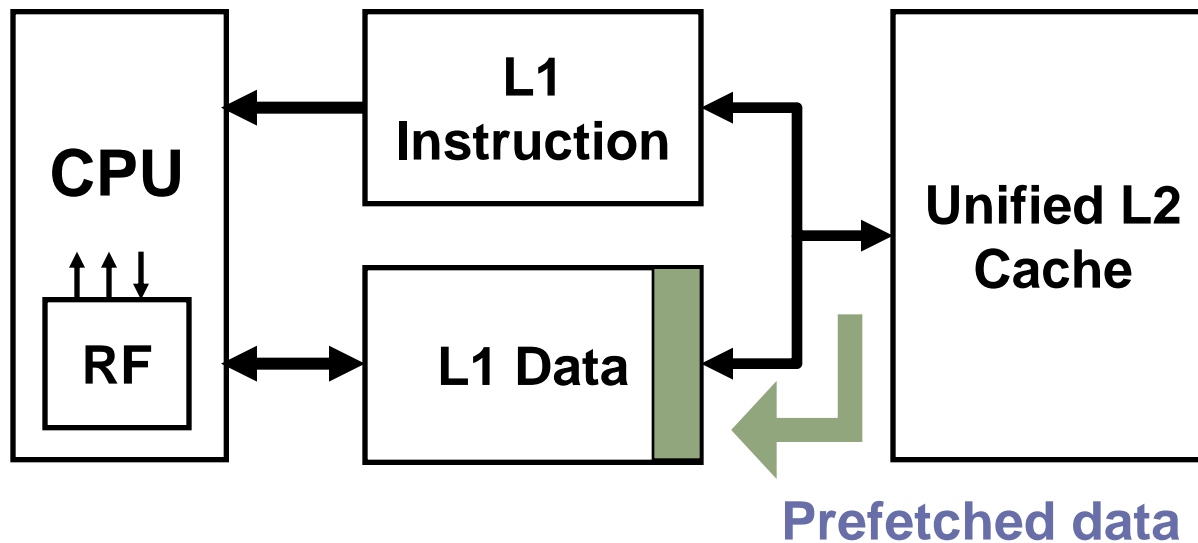 CPU
RF
L1
Instruction
L1 Data
Unified L2
Cache
Prefetched data